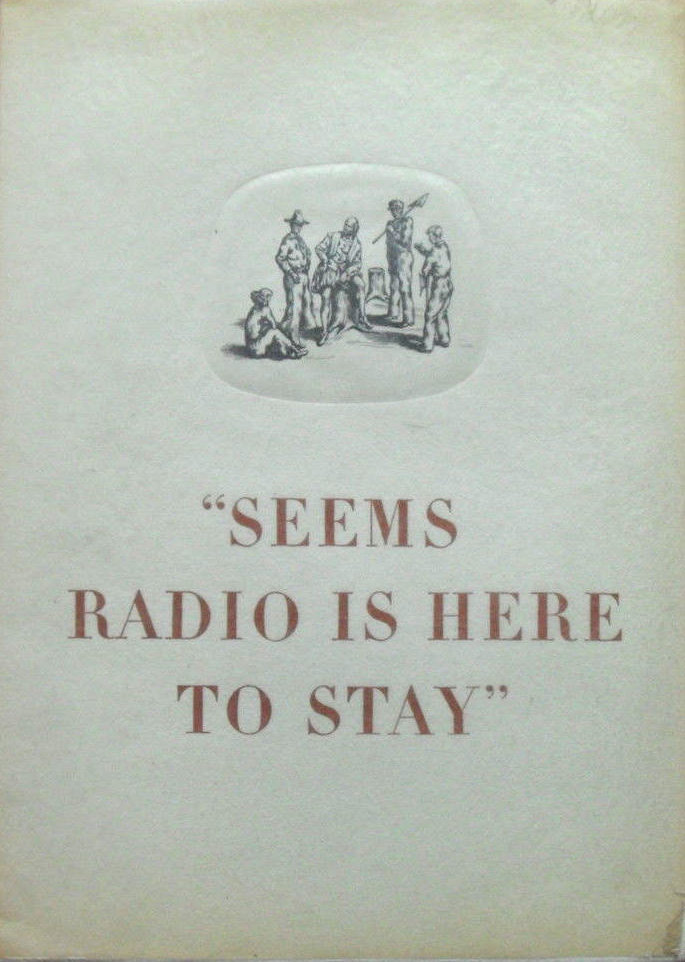 “SEEMS
RADIO IS HERE
TO STAY”